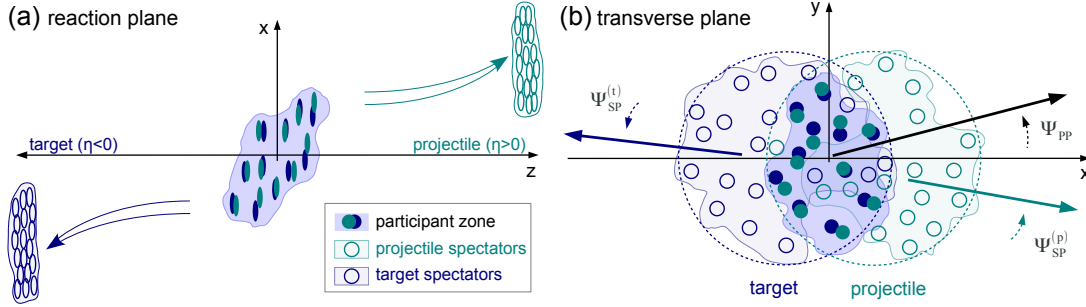 (a) reaction plane
x
target (η<0)
projectile (η>0)
z
participant zone
projectile spectators
target spectators
(b) transverse plane
y
Ψ_SP^(t)
Ψ_PP
x
Ψ_SP^(p)
target
projectile